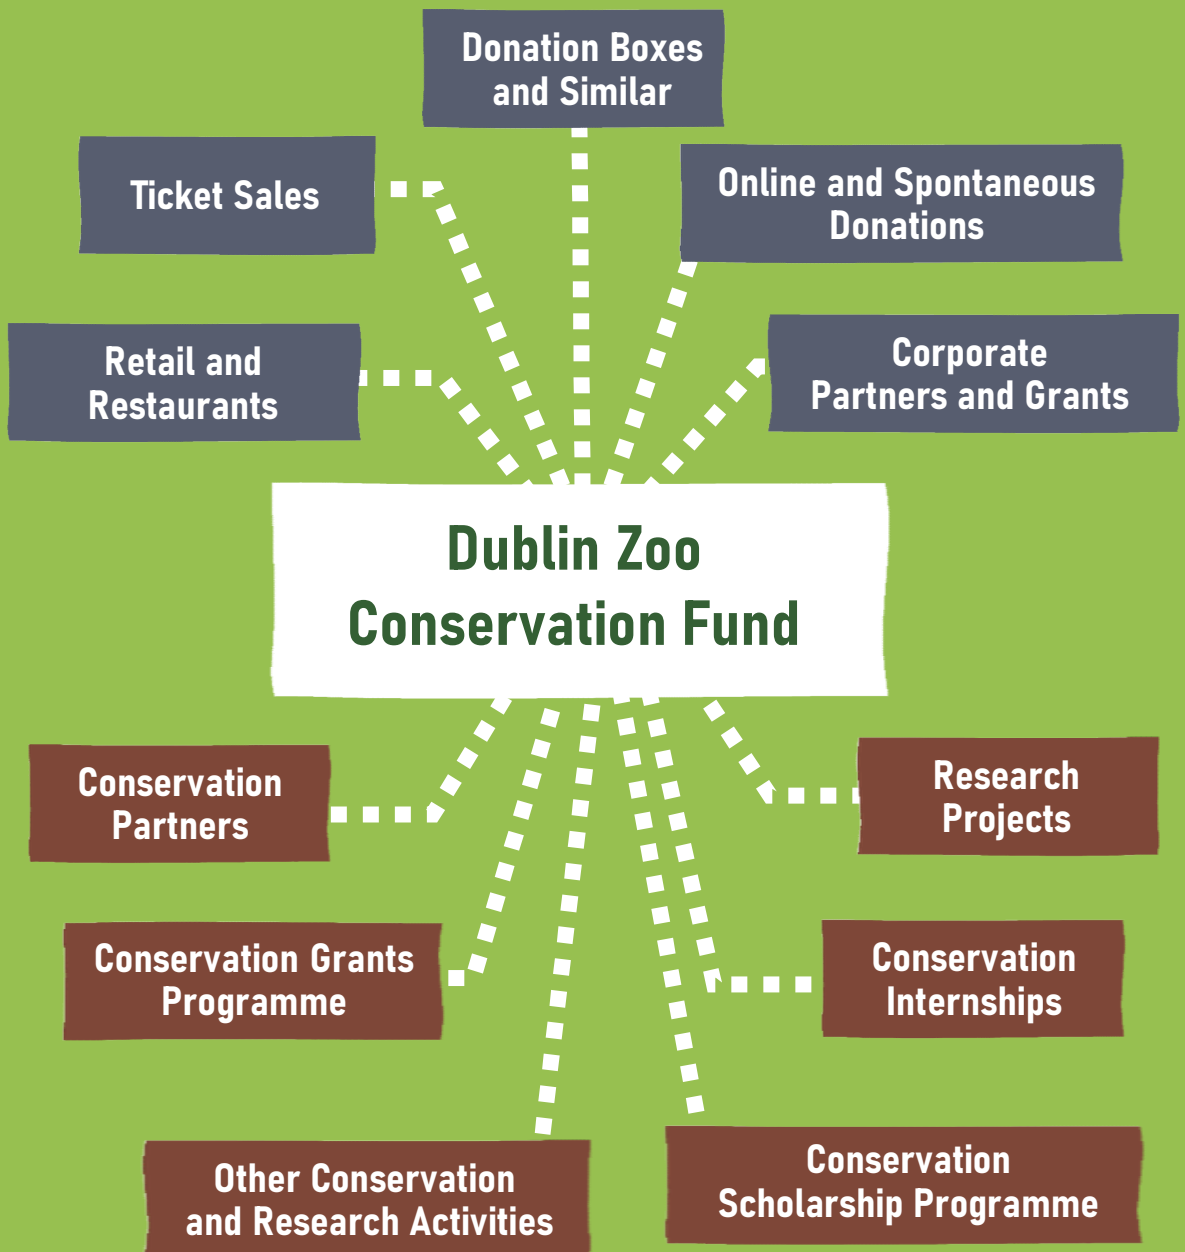 Donation Boxes
and Similar
Ticket Sales
Online and Spontaneous
Donations
Retail and
Restaurants
Corporate
Partners and Grants
Dublin Zoo
Conservation Fund
Conservation
Partners
Research
Projects
Conservation Grants
Programme
Conservation
Internships
Other Conservation
and Research Activities
Conservation
Scholarship Programme